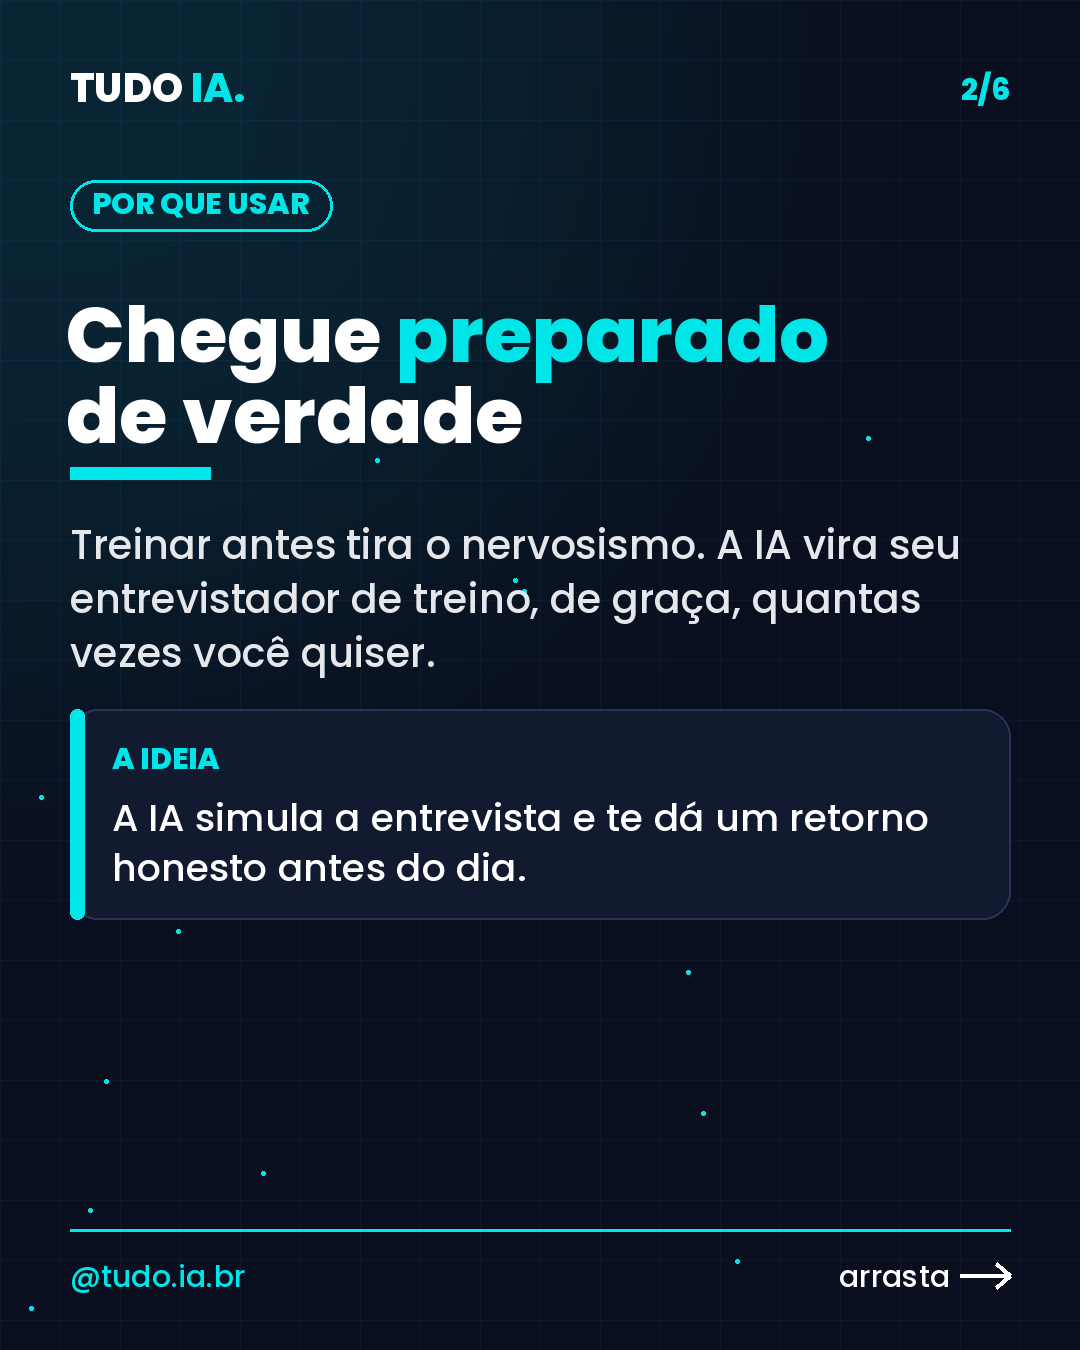 TUDO IA.
2/6
POR QUE USAR
Chegue preparado
de verdade
Treinar antes tira o nervosismo. A IA vira seu
entrevistador de treino, de graça, quantas
vezes você quiser.
A IDEIA
A IA simula a entrevista e te dá um retorno
honesto antes do dia.
@tudo.ia.br
arrasta